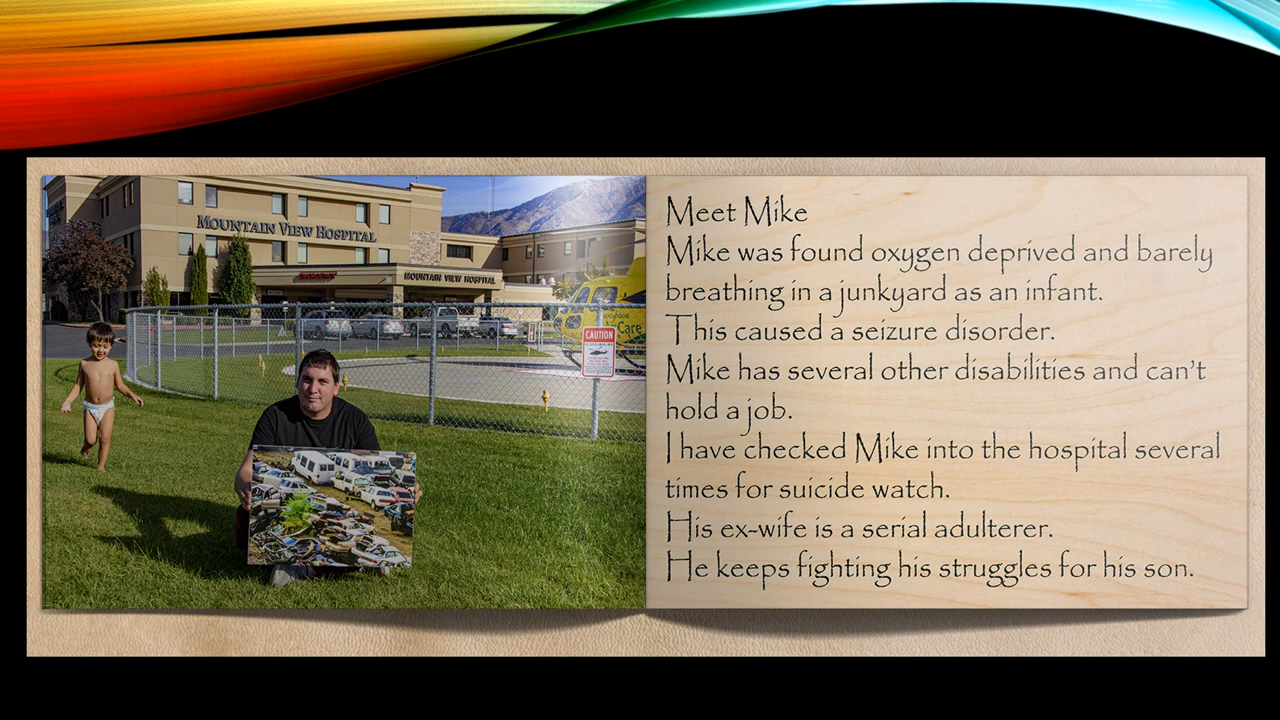 MOUNTAIN VIEW HOSPITAL
EMERGENCY
MOUNTAIN VIEW HOSPITAL
CAUTION
Care
Meet Mike
Mike was found oxygen deprived and barely
breathing in a junkyard as an infant.
This caused a seizure disorder.
Mike has several other disabilities and can't
hold a job.
I have checked Mike into the hospital several
times for suicide watch.
His ex-wife is a serial adulterer.
He keeps fighting his struggles for his son.